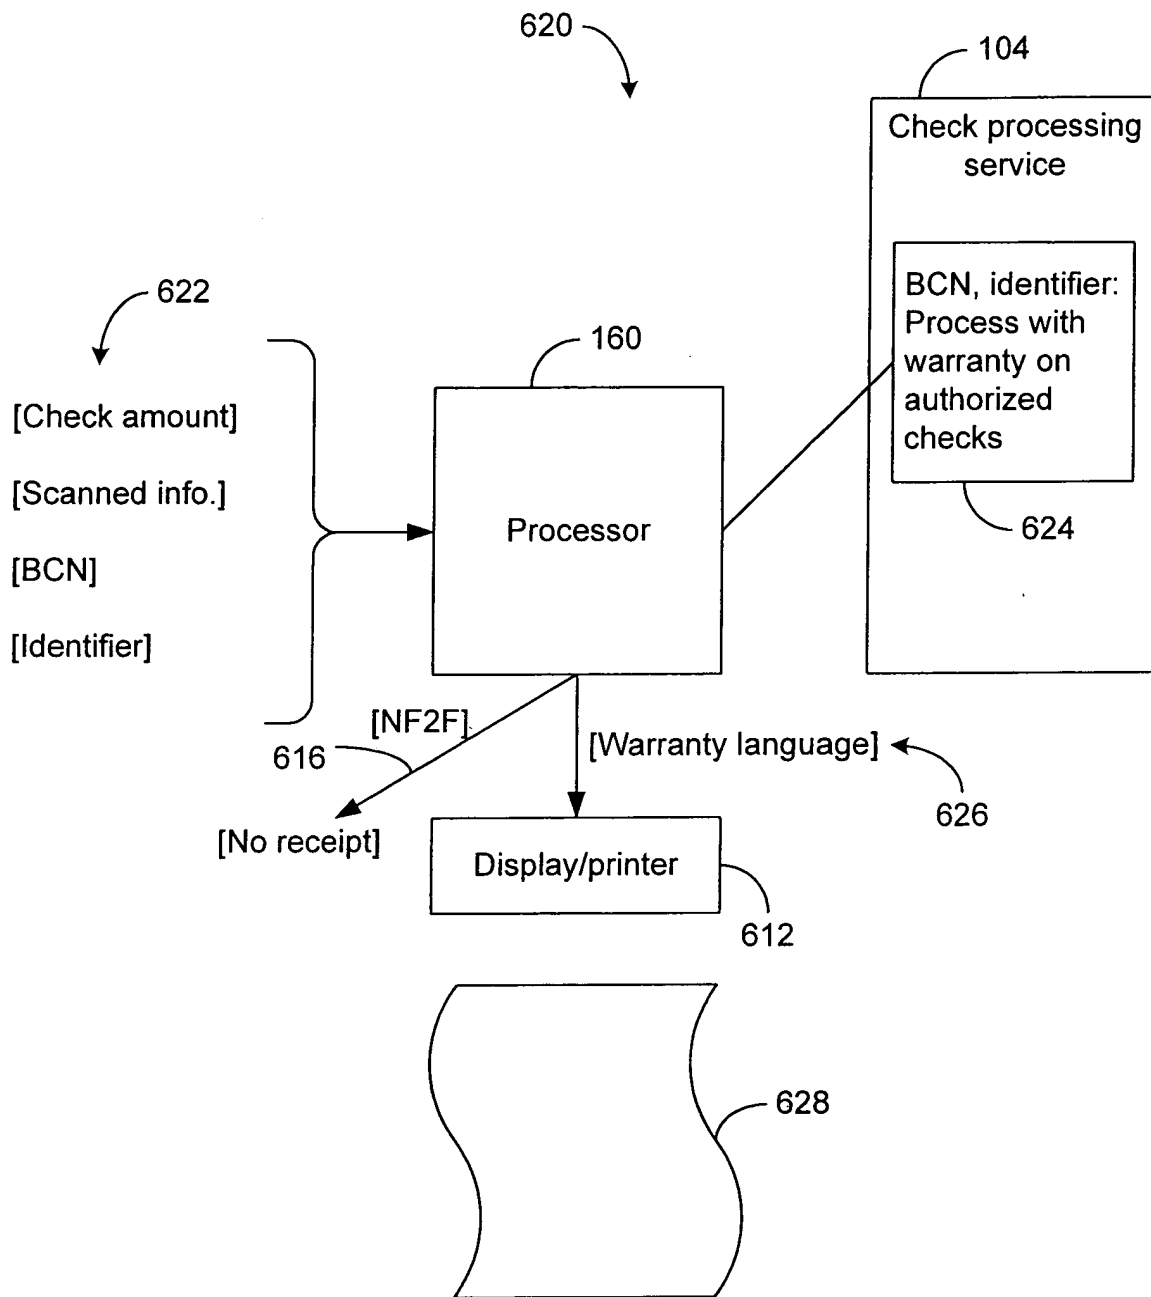 620
104
Check processing
service
622
BCN, identifier:
Process with
warranty on
authorized
checks
160
[Check amount]
[Scanned info.]
Processor
624
[BCN]
[Identifier]
[NF2F]
616
[Warranty language]
626
[No receipt]
Display/printer
612
628